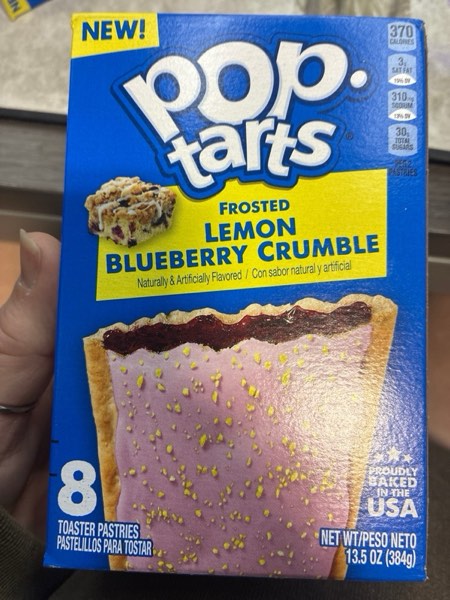 NEW!
pop.
tarts®
FROSTED
LEMON
BLUEBERRY CRUMBLE
Naturally & Artificially Flavored / Con sabor natural y artificial
370
CALORIES
3g
SAT FAT
310mg
SODIUM
30g
TOTAL
SUGARS
PASTRIES
8
TOASTER PASTRIES
PASTELILLOS PARA TOSTAR
PROUDLY
BAKED
IN THE
USA
NET WT/PESO NETO
13.5 OZ (384g)